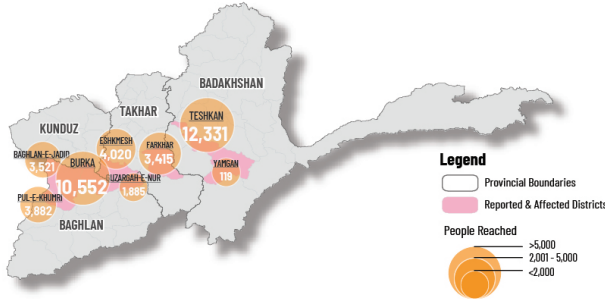 BADAKHSHAN
TAKHAR
KUNDUZ
TESHKAN
12,331
ESHKMESH
4,020
FARKHAR
3,415
BAGHLAN-E-JADID
3,521
BURKA
10,552
YAMGAN
119
GUZARGAH-E-NUR
1,885
PUL-E-KHUMRI
3,882
BAGHLAN
Legend
Provincial Boundaries
Reported & Affected Districts
People Reached
>5,000
2,001 - 5,000
<2,000